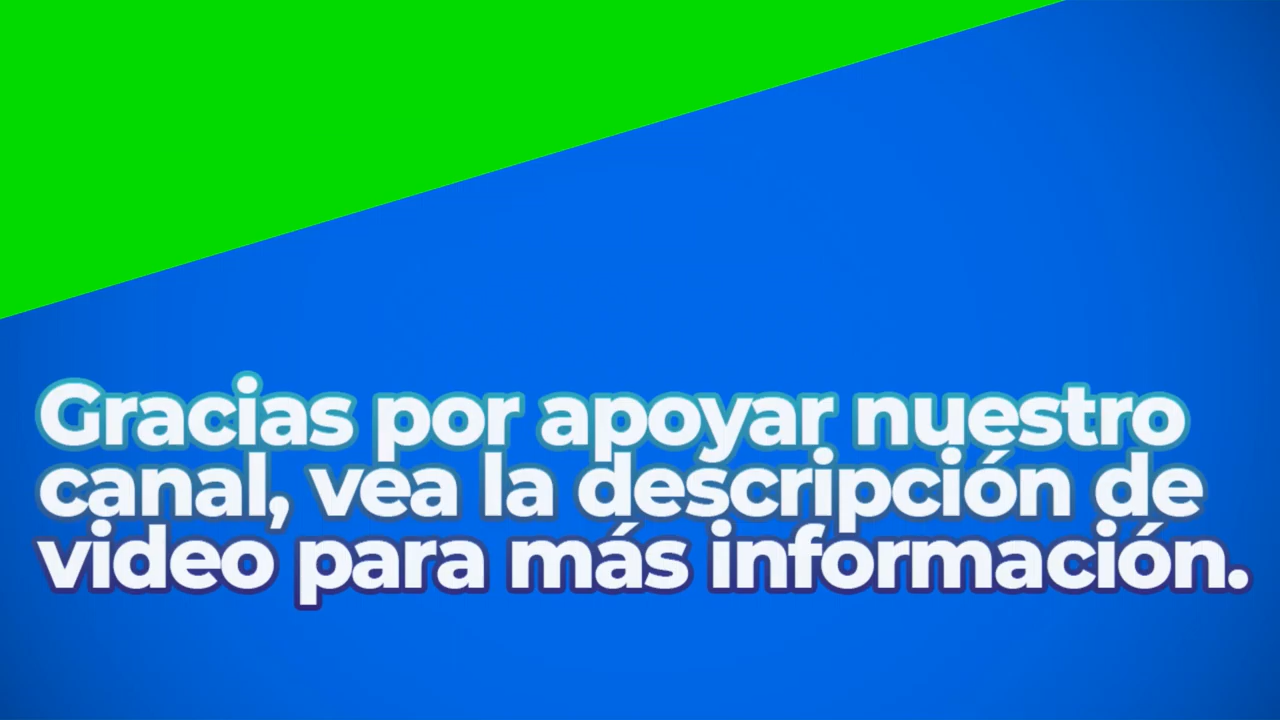 Gracias por apoyar nuestro
canal, vea la descripción de
video para más información.